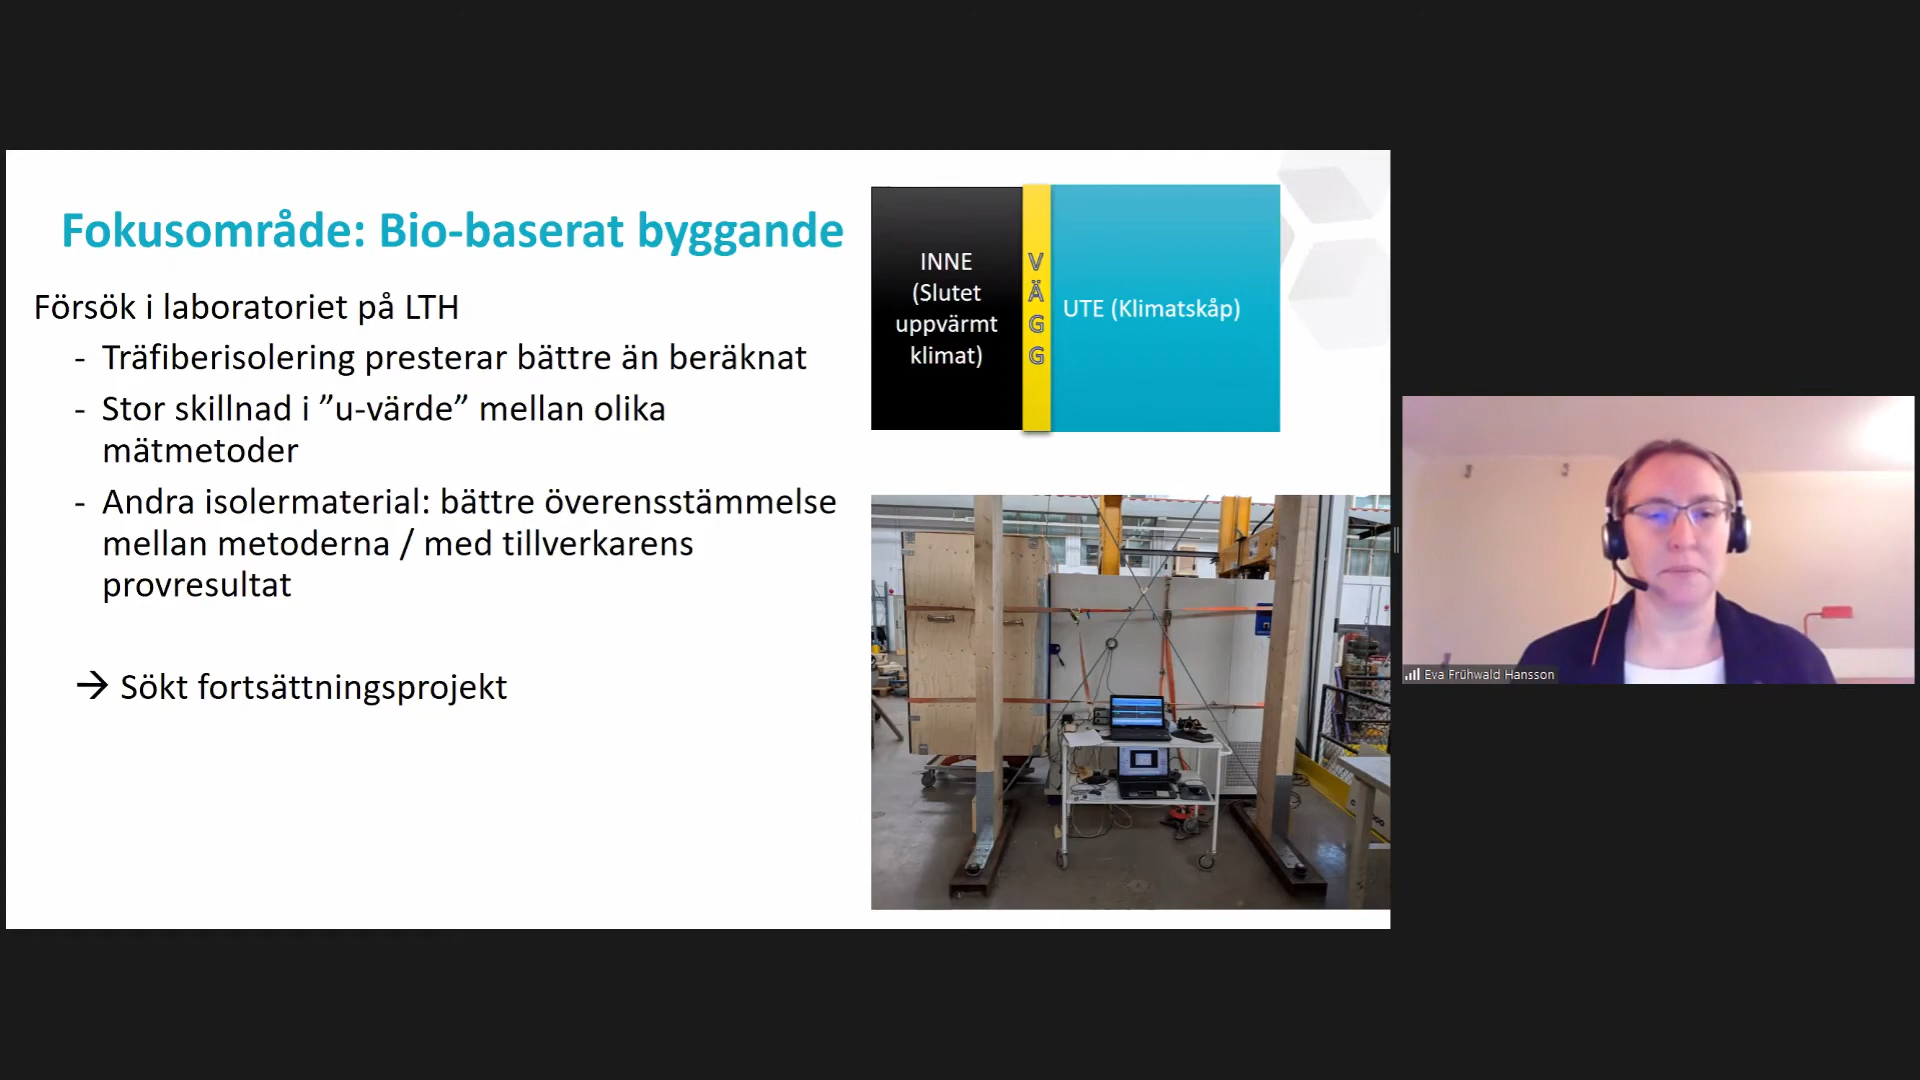 Fokusområde: Bio-baserat byggande
Försök i laboratoriet på LTH
- Träfiberisolering presterar bättre än beräknat
- Stor skillnad i ”u-värde” mellan olika
mätmetoder
- Andra isolermaterial: bättre överensstämmelse
mellan metoderna / med tillverkarens
provresultat
→ Sökt fortsättningsprojekt
INNE
(Slutet
uppvärmt
klimat)
V
Ä
G
G
UTE (Klimatskåp)
Eva Frühwald Hansson